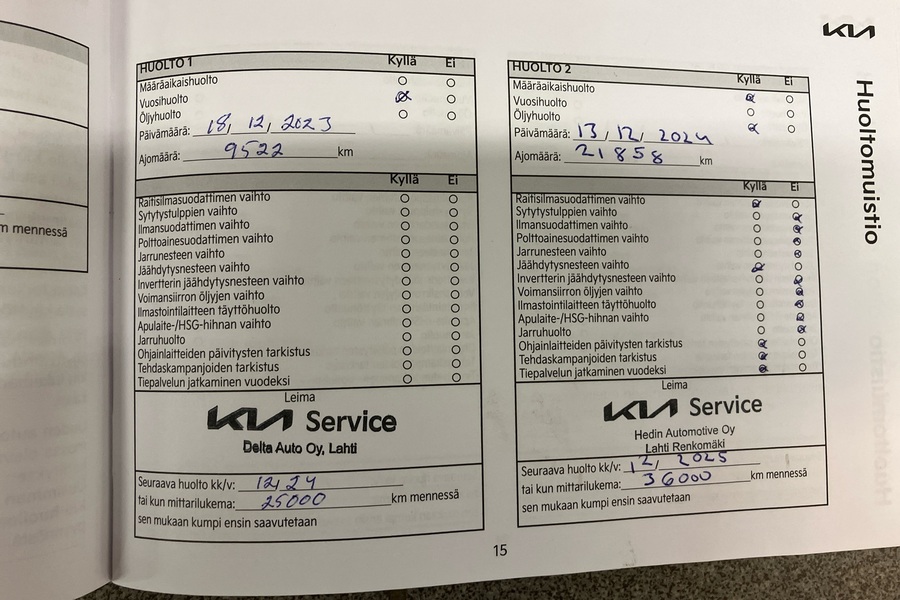 KIA
Huoltomuistio
m mennessä
HUOLTO 1 Kyllä Ei
Määräaikaishuolto
Vuosihuolto
Öljyhuolto
Päivämäärä: 18, 12, 2023
Ajomäärä: 9522 km
Kyllä Ei
Raitisilmasuodattimen vaihto
Sytytystulppien vaihto
Ilmansuodattimen vaihto
Polttoainesuodattimen vaihto
Jarrunesteen vaihto
Jäähdytysnesteen vaihto
Invertterin jäähdytysnesteen vaihto
Voimansiirron öljyjen vaihto
Ilmastointilaitteen täyttöhuolto
Apulaite-/HSG-hihnan vaihto
Jarruhuolto
Ohjainlaitteiden päivitysten tarkistus
Tehdaskampanjoiden tarkistus
Tiepalvelun jatkaminen vuodeksi
Leima
KIA Service
Delta Auto Oy, Lahti
Seuraava huolto kk/v: 12, 24
tai kun mittarilukema: 25000 km mennessä
sen mukaan kumpi ensin saavutetaan
HUOLTO 2 Kyllä Ei
Määräaikaishuolto
Vuosihuolto
Öljyhuolto
Päivämäärä: 13, 12, 2024
Ajomäärä: 21858 km
Kyllä Ei
Raitisilmasuodattimen vaihto
Sytytystulppien vaihto
Ilmansuodattimen vaihto
Polttoainesuodattimen vaihto
Jarrunesteen vaihto
Jäähdytysnesteen vaihto
Invertterin jäähdytysnesteen vaihto
Voimansiirron öljyjen vaihto
Ilmastointilaitteen täyttöhuolto
Apulaite-/HSG-hihnan vaihto
Jarruhuolto
Ohjainlaitteiden päivitysten tarkistus
Tehdaskampanjoiden tarkistus
Tiepalvelun jatkaminen vuodeksi
Leima
KIA Service
Hedin Automotive Oy
Lahti Renkomäki
Seuraava huolto kk/v: 12, 2025
tai kun mittarilukema: 36000 km mennessä
sen mukaan kumpi ensin saavutetaan
15